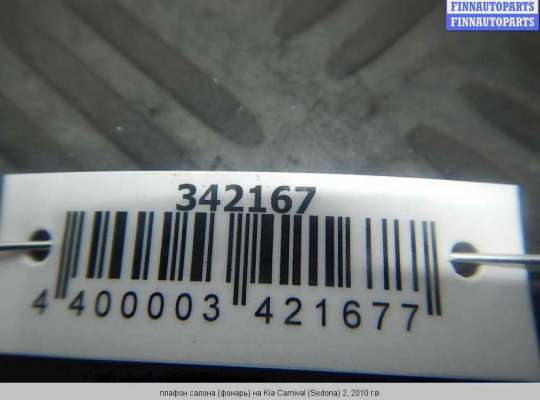 FINNAUTOPARTS
FINNAUTOPARTS
342167
4 400003 421677
плафон салона (фонарь) на Kia Carnival (Sedona) 2, 2010 г.в.